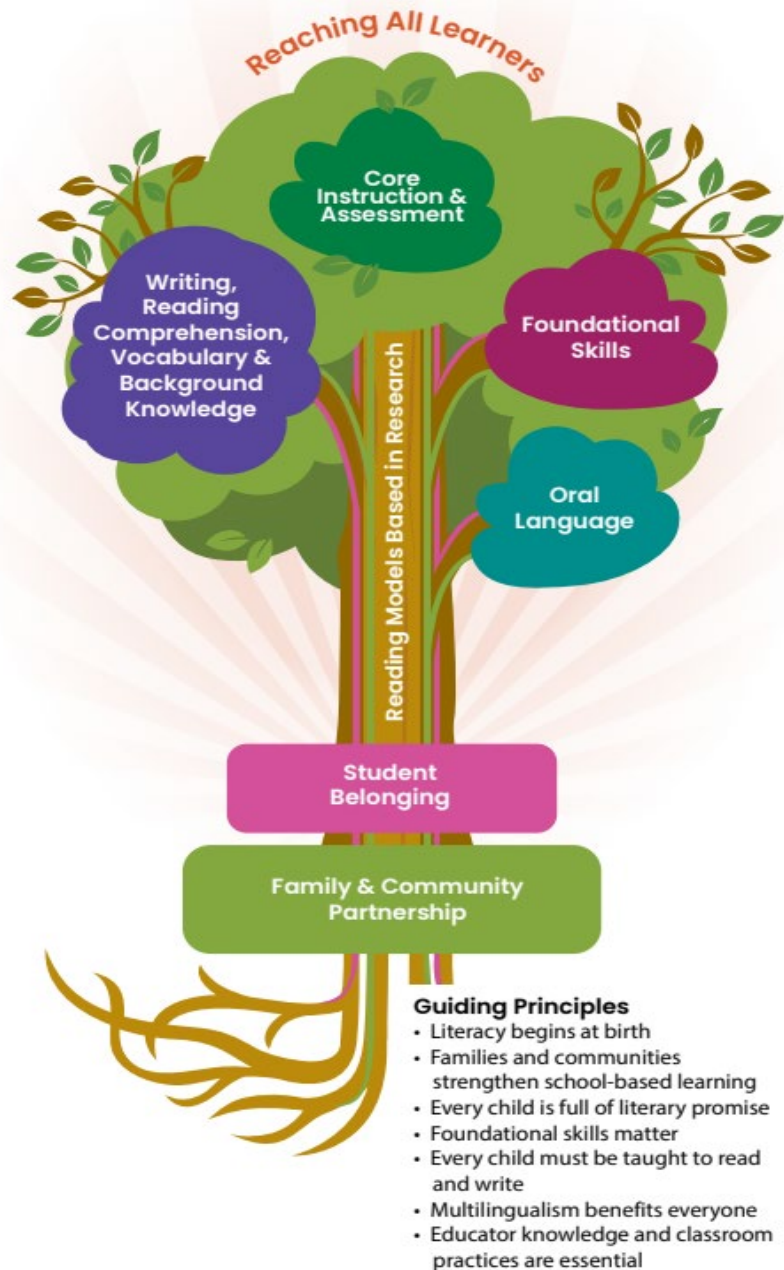 Reaching All Learners
Core
Instruction &
Assessment
Writing,
Reading
Comprehension,
Vocabulary &
Background
Knowledge
Foundational
Skills
Oral
Language
Reading Models Based in Research
Student
Belonging
Family & Community
Partnership
Guiding Principles
• Literacy begins at birth
• Families and communities
strengthen school-based learning
• Every child is full of literary promise
• Foundational skills matter
• Every child must be taught to read
and write
• Multilingualism benefits everyone
• Educator knowledge and classroom
practices are essential